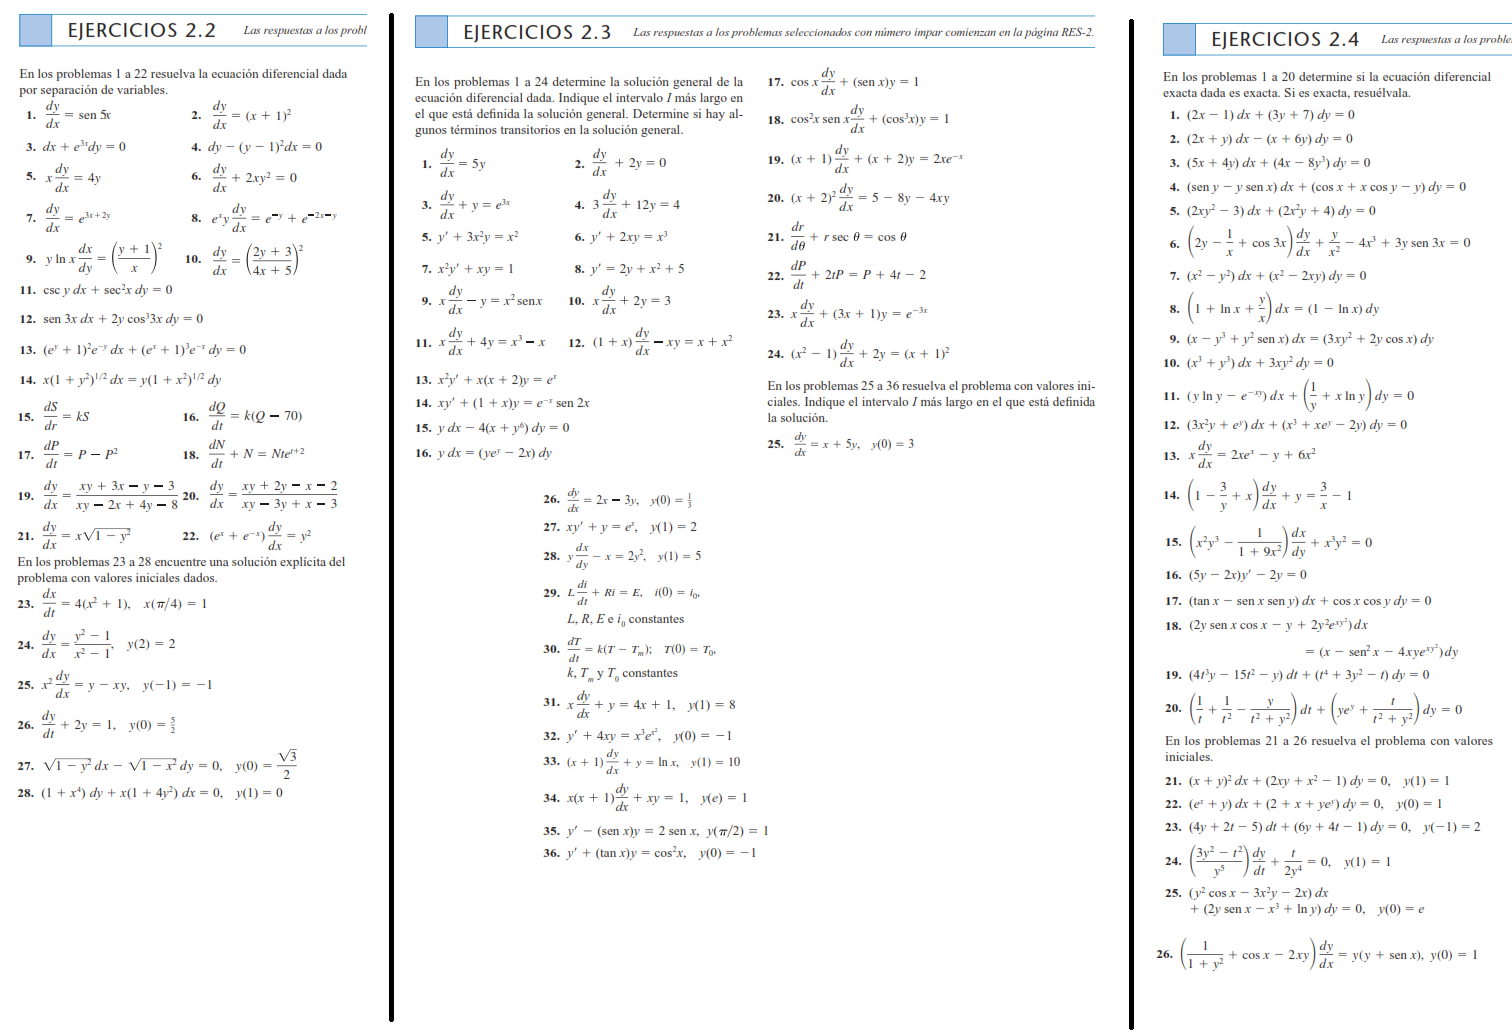 EJERCICIOS 2.2 Las respuestas a los probl
En los problemas 1 a 22 resuelva la ecuación diferencial dada
por separación de variables.
1. dy/dx = sen 5x
2. dy/dx = (x + 1)²
3. dx + e³ˣdy = 0
4. dy − (y − 1)²dx = 0
5. x dy/dx = 4y
6. dy/dx + 2xy² = 0
7. dy/dx = e³ˣ⁺²ʸ
8. eˣy dy/dx = e⁻ʸ + e⁻²ˣ⁻ʸ
9. y ln x dx/dy = ((y + 1)/x)²
10. dy/dx = ((2y + 3)/(4x + 5))²
11. csc y dx + sec²x dy = 0
12. sen 3x dx + 2y cos³3x dy = 0
13. (eʸ + 1)²e⁻ʸ dx + (eˣ + 1)³e⁻ˣ dy = 0
14. x(1 + y²)¹/² dx = y(1 + x²)¹/² dy
15. dS/dr = kS
16. dQ/dt = k(Q − 70)
17. dP/dt = P − P²
18. dN/dt + N = Nteᵗ⁺²
19. dy/dx = (xy + 3x − y − 3)/(xy − 2x + 4y − 8)
20. dy/dx = (xy + 2y − x − 2)/(xy − 3y + x − 3)
21. dy/dx = x√(1 − y²)
22. (eˣ + e⁻ˣ) dy/dx = y²
En los problemas 23 a 28 encuentre una solución explícita del
problema con valores iniciales dados.
23. dx/dt = 4(x² + 1), x(π/4) = 1
24. dy/dx = (y² − 1)/(x² − 1), y(2) = 2
25. x² dy/dx = y − xy, y(−1) = −1
26. dy/dt + 2y = 1, y(0) = 5/2
27. √(1 − y²) dx − √(1 − x²) dy = 0, y(0) = √3/2
28. (1 + x⁴) dy + x(1 + 4y²) dx = 0, y(1) = 0
EJERCICIOS 2.3 Las respuestas a los problemas seleccionados con número impar comienzan en la página RES-2.
En los problemas 1 a 24 determine la solución general de la
ecuación diferencial dada. Indique el intervalo I más largo en
el que está definida la solución general. Determine si hay al-
gunos términos transitorios en la solución general.
1. dy/dx = 5y
2. dy/dx + 2y = 0
3. dy/dx + y = e³ˣ
4. 3 dy/dx + 12y = 4
5. y′ + 3x²y = x²
6. y′ + 2xy = x³
7. x²y′ + xy = 1
8. y′ = 2y + x² + 5
9. x dy/dx − y = x² senx
10. x dy/dx + 2y = 3
11. x dy/dx + 4y = x³ − x
12. (1 + x) dy/dx − xy = x + x²
13. x²y′ + x(x + 2)y = eˣ
14. xy′ + (1 + x)y = e⁻ˣ sen 2x
15. y dx − 4(x + y⁶) dy = 0
16. y dx = (yeʸ − 2x) dy
17. cos x dy/dx + (sen x)y = 1
18. cos²x sen x dy/dx + (cos³x)y = 1
19. (x + 1) dy/dx + (x + 2)y = 2xe⁻ˣ
20. (x + 2)² dy/dx = 5 − 8y − 4xy
21. dr/dθ + r sec θ = cos θ
22. dP/dt + 2tP = P + 4t − 2
23. x dy/dx + (3x + 1)y = e⁻³ˣ
24. (x² − 1) dy/dx + 2y = (x + 1)²
En los problemas 25 a 36 resuelva el problema con valores ini-
ciales. Indique el intervalo I más largo en el que está definida
la solución.
25. dy/dx = x + 5y, y(0) = 3
26. dy/dx = 2x − 3y, y(0) = 1/3
27. xy′ + y = eˣ, y(1) = 2
28. y dx/dy − x = 2y², y(1) = 5
29. L di/dt + Ri = E, i(0) = i₀,
L, R, E e i₀ constantes
30. dT/dt = k(T − Tₘ); T(0) = T₀,
k, Tₘ y T₀ constantes
31. x dy/dx + y = 4x + 1, y(1) = 8
32. y′ + 4xy = x³e^(x²), y(0) = −1
33. (x + 1) dy/dx + y = ln x, y(1) = 10
34. x(x + 1) dy/dx + xy = 1, y(e) = 1
35. y′ − (sen x)y = 2 sen x, y(π/2) = 1
36. y′ + (tan x)y = cos²x, y(0) = −1
EJERCICIOS 2.4 Las respuestas a los proble
En los problemas 1 a 20 determine si la ecuación diferencial
exacta dada es exacta. Si es exacta, resuélvala.
1. (2x − 1) dx + (3y + 7) dy = 0
2. (2x + y) dx − (x + 6y) dy = 0
3. (5x + 4y) dx + (4x − 8y³) dy = 0
4. (sen y − y sen x) dx + (cos x + x cos y − y) dy = 0
5. (2xy² − 3) dx + (2x²y + 4) dy = 0
6. (2y − 1/x + cos 3x) dy/dx + y/x² − 4x³ + 3y sen 3x = 0
7. (x² − y²) dx + (x² − 2xy) dy = 0
8. (1 + ln x + y/x) dx = (1 − ln x) dy
9. (x − y³ + y² sen x) dx = (3xy² + 2y cos x) dy
10. (x³ + y³) dx + 3xy² dy = 0
11. (y ln y − e⁻ˣʸ) dx + (1/y + x ln y) dy = 0
12. (3x²y + eʸ) dx + (x³ + xeʸ − 2y) dy = 0
13. x dy/dx = 2xeˣ − y + 6x²
14. (1 − 3/y + x) dy/dx + y = 3/x − 1
15. (x²y³ − 1/(1 + 9x²)) dx/dy + x³y² = 0
16. (5y − 2x)y′ − 2y = 0
17. (tan x − sen x sen y) dx + cos x cos y dy = 0
18. (2y sen x cos x − y + 2y²e^(xy²)) dx
= (x − sen² x − 4xye^(xy²)) dy
19. (4t³y − 15t² − y) dt + (t⁴ + 3y² − t) dy = 0
20. (1/t + 1/t² − y/(t² + y²)) dt + (yeʸ + t/(t² + y²)) dy = 0
En los problemas 21 a 26 resuelva el problema con valores
iniciales.
21. (x + y)² dx + (2xy + x² − 1) dy = 0, y(1) = 1
22. (eˣ + y) dx + (2 + x + yeʸ) dy = 0, y(0) = 1
23. (4y + 2t − 5) dt + (6y + 4t − 1) dy = 0, y(−1) = 2
24. ((3y² − t²)/y⁵) dy/dt + t/(2y⁴) = 0, y(1) = 1
25. (y² cos x − 3x²y − 2x) dx
+ (2y sen x − x³ + ln y) dy = 0, y(0) = e
26. (1/(1 + y²) + cos x − 2xy) dy/dx = y(y + sen x), y(0) = 1